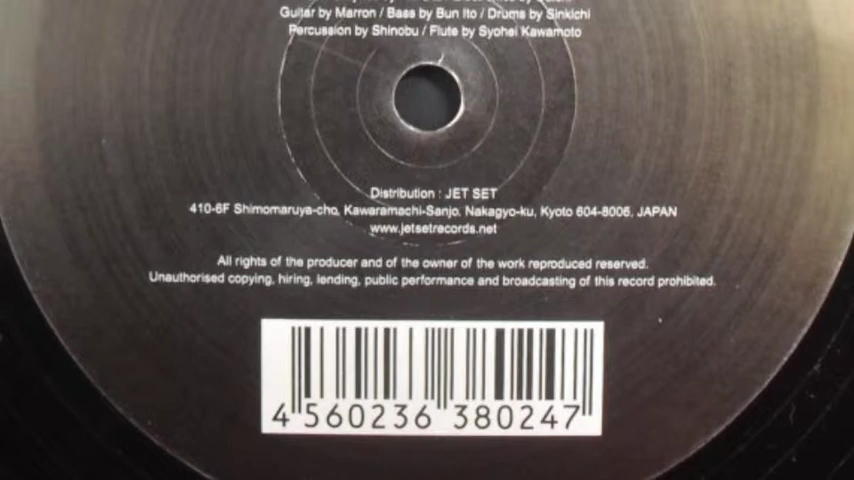 Guitar by Marron / Bass by Bun Ito / Drums by Sinkichi
Percussion by Shinobu / Flute by Syohei Kawamoto
Distribution : JET SET
410-6F Shimomaruya-cho, Kawaramachi-Sanjo, Nakagyo-ku, Kyoto 604-8006, JAPAN
www.jetsetrecords.net
All rights of the producer and of the owner of the work reproduced reserved.
Unauthorised copying, hiring, lending, public performance and broadcasting of this record prohibited.
4 560236 380247